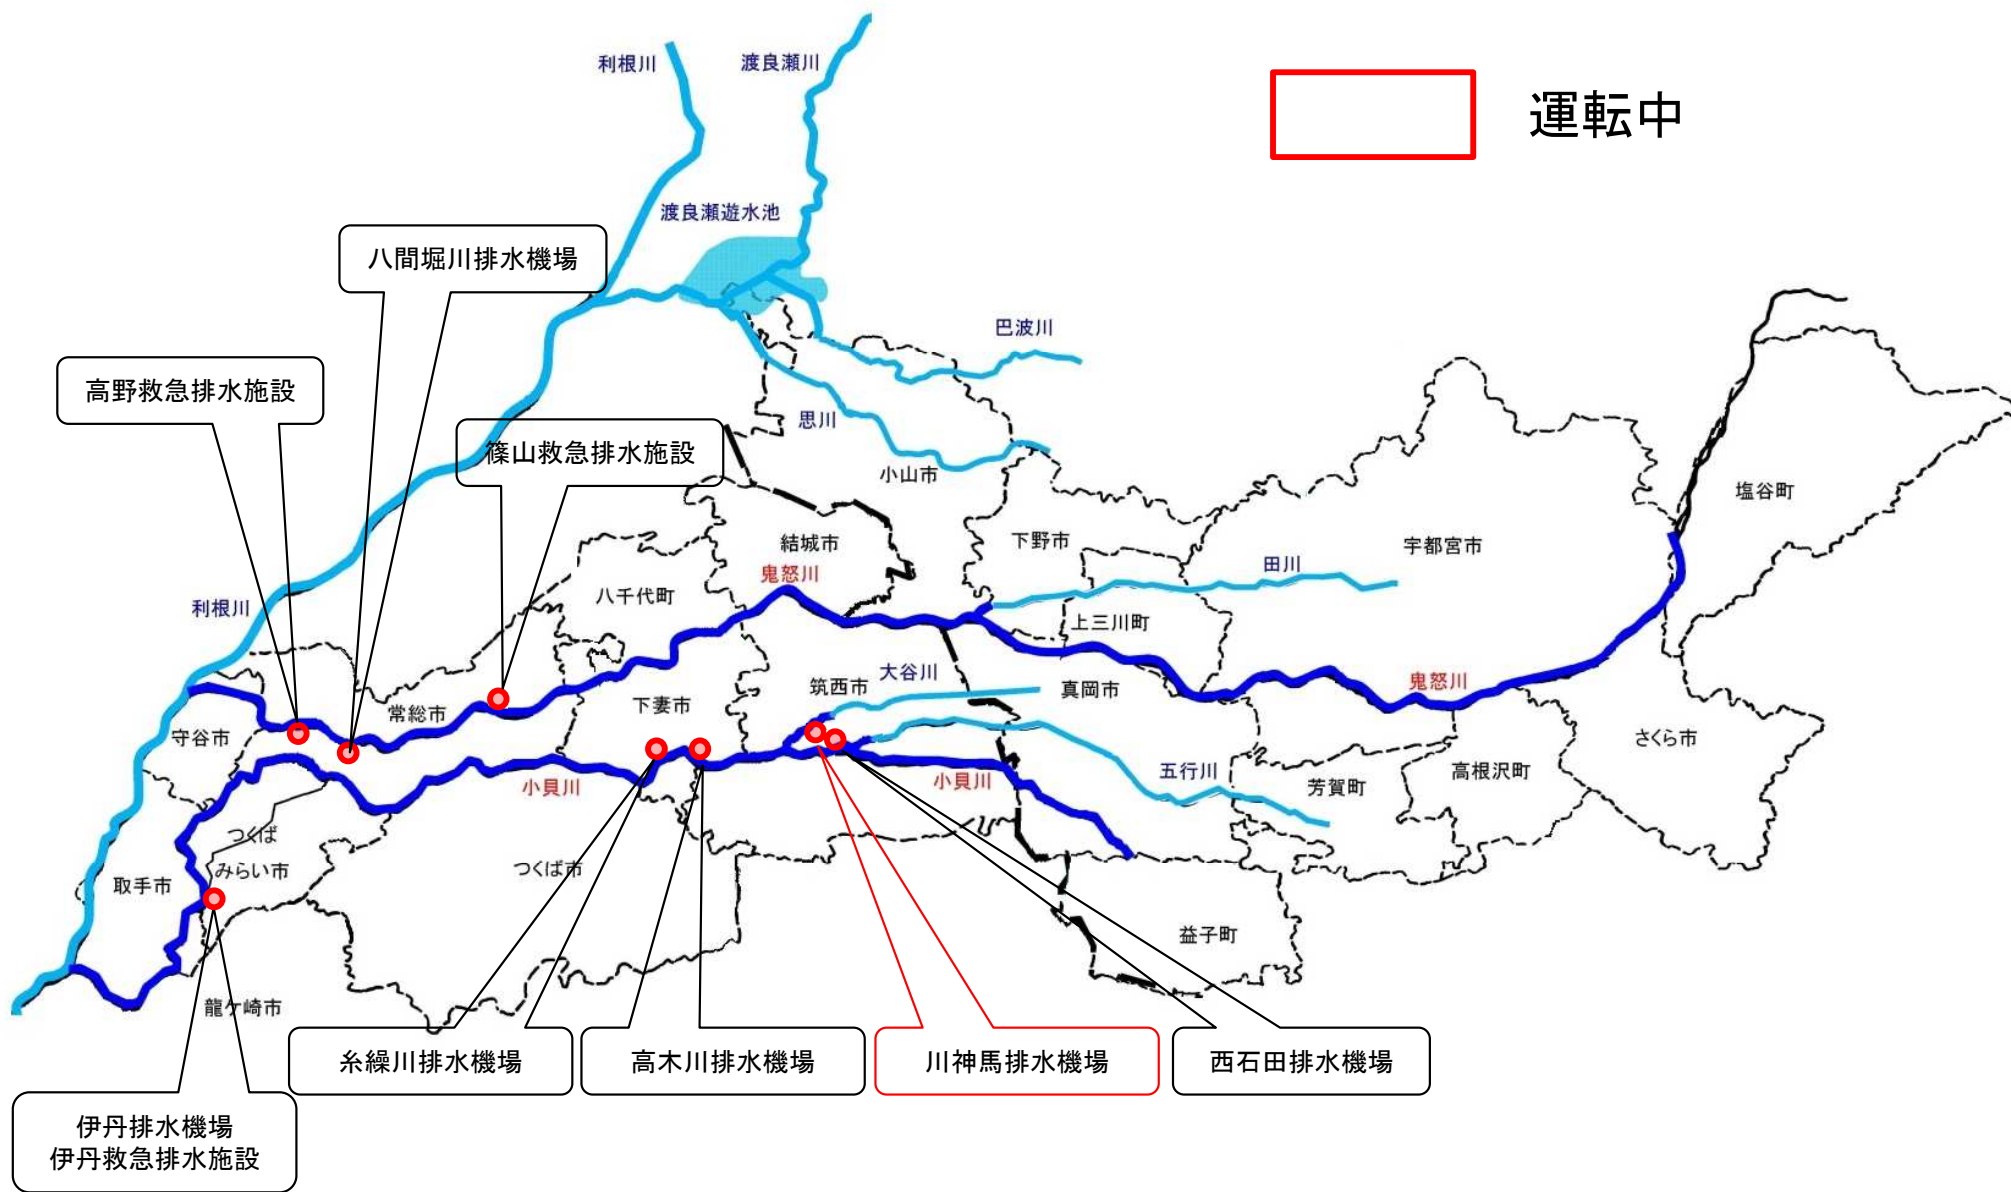 利根川
渡良瀬川
運転中
渡良瀬遊水池
八間堀川排水機場
巴波川
高野救急排水施設
思川
篠山救急排水施設
小山市
塩谷町
結城市
下野市
宇都宮市
鬼怒川
田川
八千代町
利根川
上三川町
大谷川
筑西市
真岡市
鬼怒川
下妻市
常総市
守谷市
さくら市
五行川
高根沢町
小貝川
小貝川
芳賀町
つくば
みらい市
つくば市
取手市
益子町
龍ケ崎市
糸繰川排水機場
高木川排水機場
川神馬排水機場
西石田排水機場
伊丹排水機場
伊丹救急排水施設